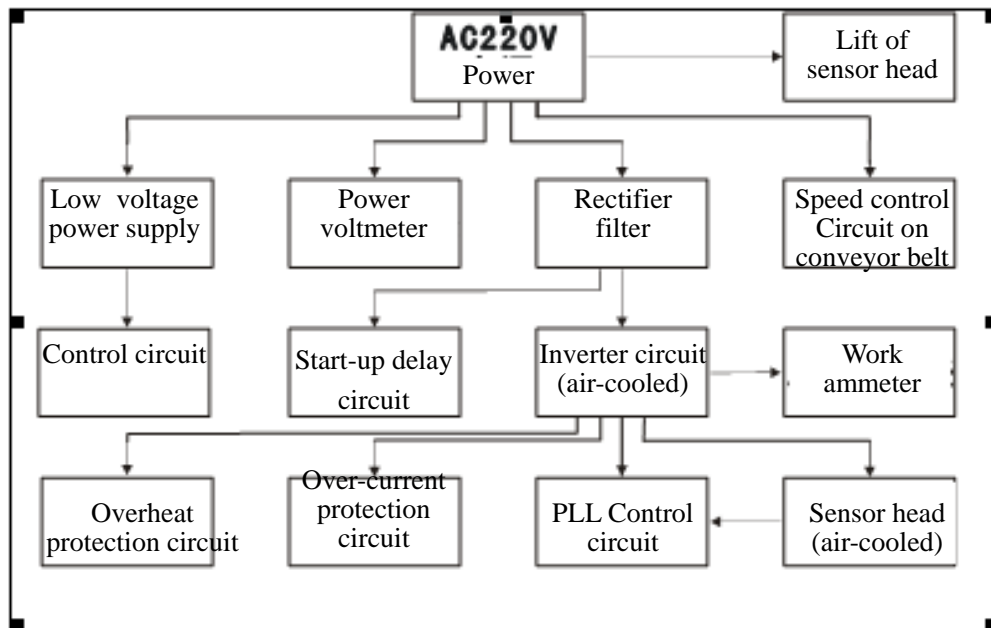 AC220V
Power
Lift of
sensor head
Low voltage
power supply
Power
voltmeter
Rectifier
filter
Speed control
Circuit on
conveyor belt
Control circuit
Start-up delay
circuit
Inverter circuit
(air-cooled)
Work
ammeter
Overheat
protection circuit
Over-current
protection
circuit
PLL Control
circuit
Sensor head
(air-cooled)